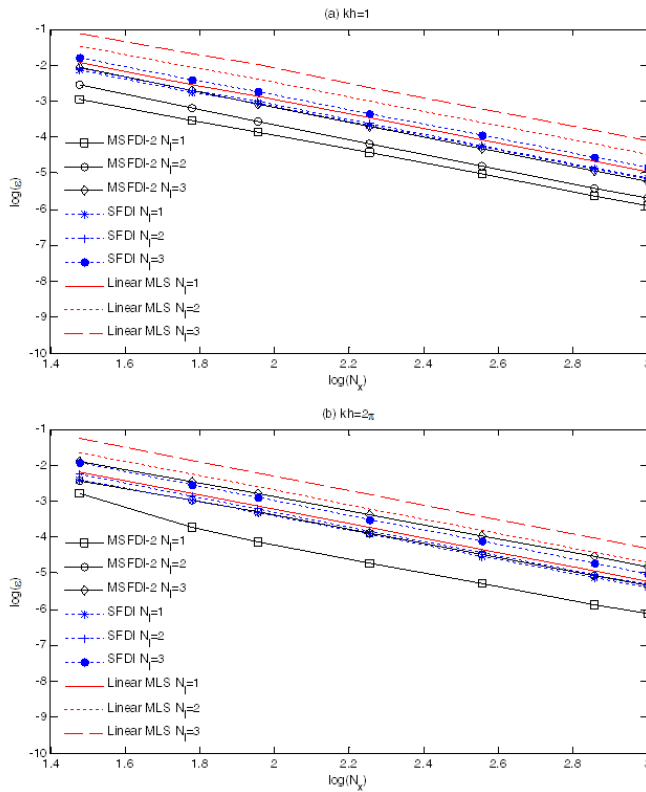 (a) kh=1
-1
-2
-3
-4
-5
-6
-7
-8
-9
-10
log(ε)
MSFDI-2 N_l=1
MSFDI-2 N_l=2
MSFDI-2 N_l=3
SFDI N_l=1
SFDI N_l=2
SFDI N_l=3
Linear MLS N_l=1
Linear MLS N_l=2
Linear MLS N_l=3
1.4 1.6 1.8 2 2.2 2.4 2.6 2.8 3
log(N_x)
(b) kh=2π
-1
-2
-3
-4
-5
-6
-7
-8
-9
-10
log(ε)
MSFDI-2 N_l=1
MSFDI-2 N_l=2
MSFDI-2 N_l=3
SFDI N_l=1
SFDI N_l=2
SFDI N_l=3
Linear MLS N_l=1
Linear MLS N_l=2
Linear MLS N_l=3
1.4 1.6 1.8 2 2.2 2.4 2.6 2.8 3
log(N_x)